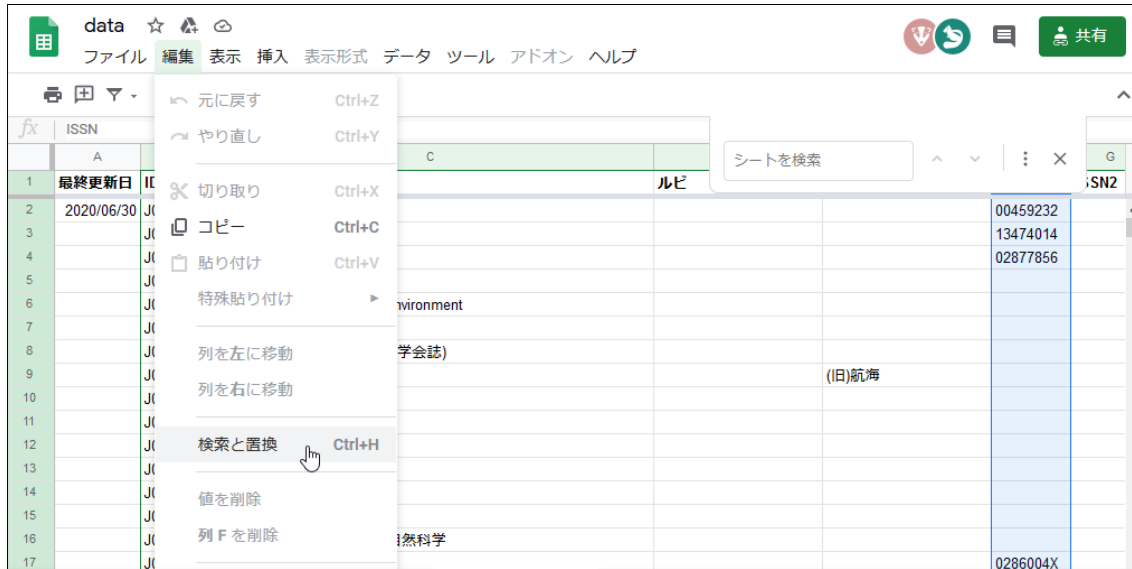 data
ファイル 編集 表示 挿入 表示形式 データ ツール アドオン ヘルプ
共有
元に戻す Ctrl+Z
やり直し Ctrl+Y
切り取り Ctrl+X
コピー Ctrl+C
貼り付け Ctrl+V
特殊貼り付け
列を左に移動
列を右に移動
検索と置換 Ctrl+H
値を削除
列 F を削除
fx ISSN
シートを検索
A C G
1 最終更新日 ID ルビ SSN2
2 2020/06/30 J0 00459232
3 J0 13474014
4 J0 02877856
5 J0
6 J0 nvironment
7 J0
8 J0 学会誌)
9 J0 (旧)航海
10 J0
11 J0
12 J0
13 J0
14 J0
15 J0
16 J0 然科学
17 J0 0286004X